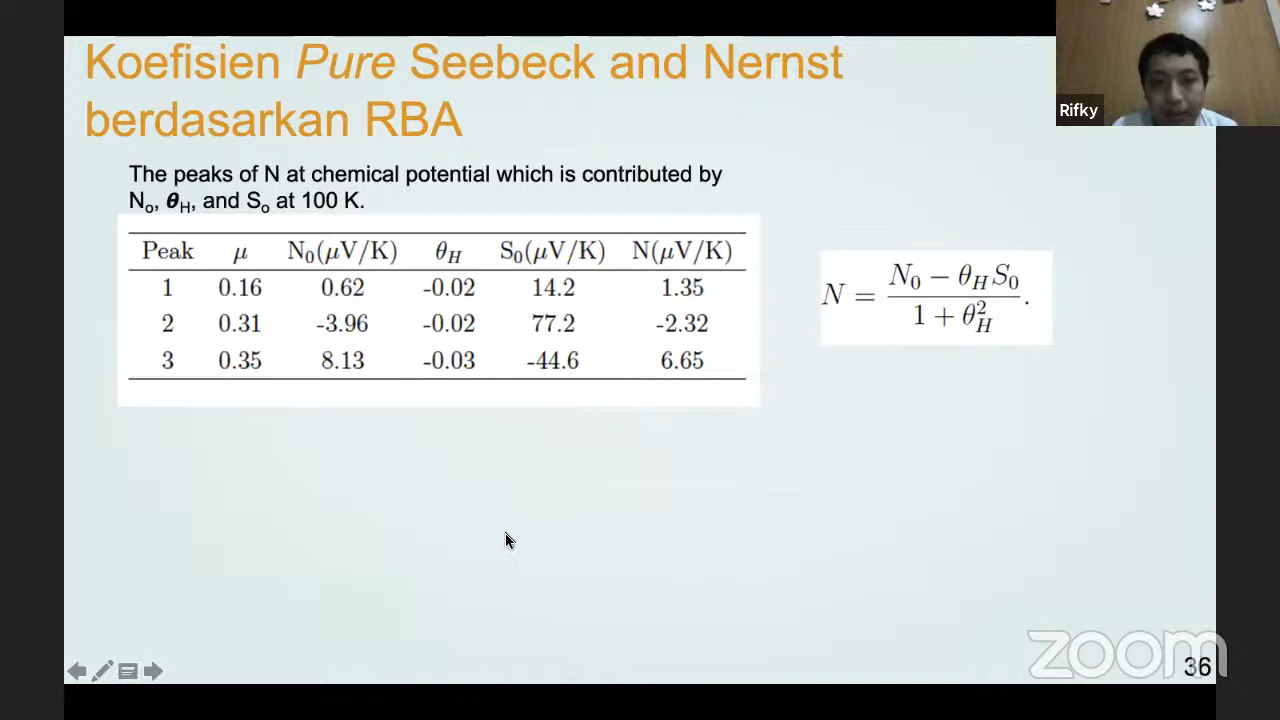 Koefisien Pure Seebeck and Nernst
berdasarkan RBA
Rifky
The peaks of N at chemical potential which is contributed by
Nₒ, θ_H, and Sₒ at 100 K.
Peak μ N₀(μV/K) θ_H S₀(μV/K) N(μV/K)
1 0.16 0.62 -0.02 14.2 1.35
2 0.31 -3.96 -0.02 77.2 -2.32
3 0.35 8.13 -0.03 -44.6 6.65
N = (N₀ − θ_H S₀) / (1 + θ_H²).
zoom
36